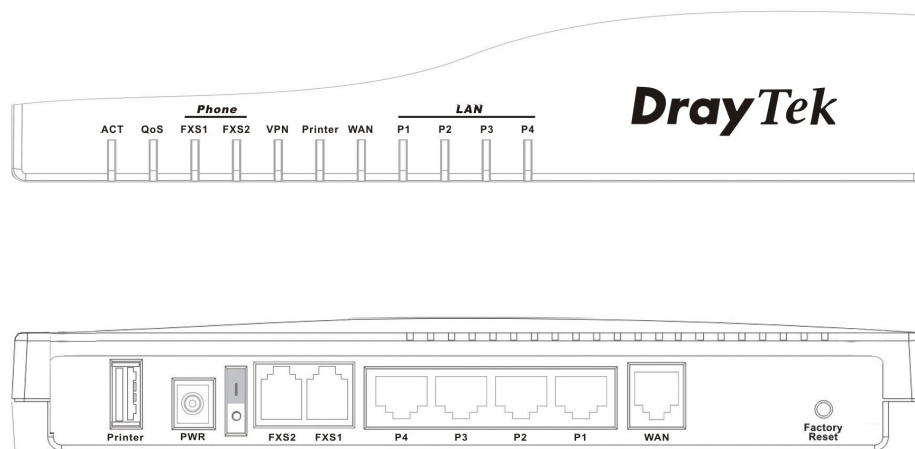 DrayTek
Phone LAN
ACT QoS FXS1 FXS2 VPN Printer WAN P1 P2 P3 P4
Printer PWR FXS2 FXS1 P4 P3 P2 P1 WAN Factory
Reset